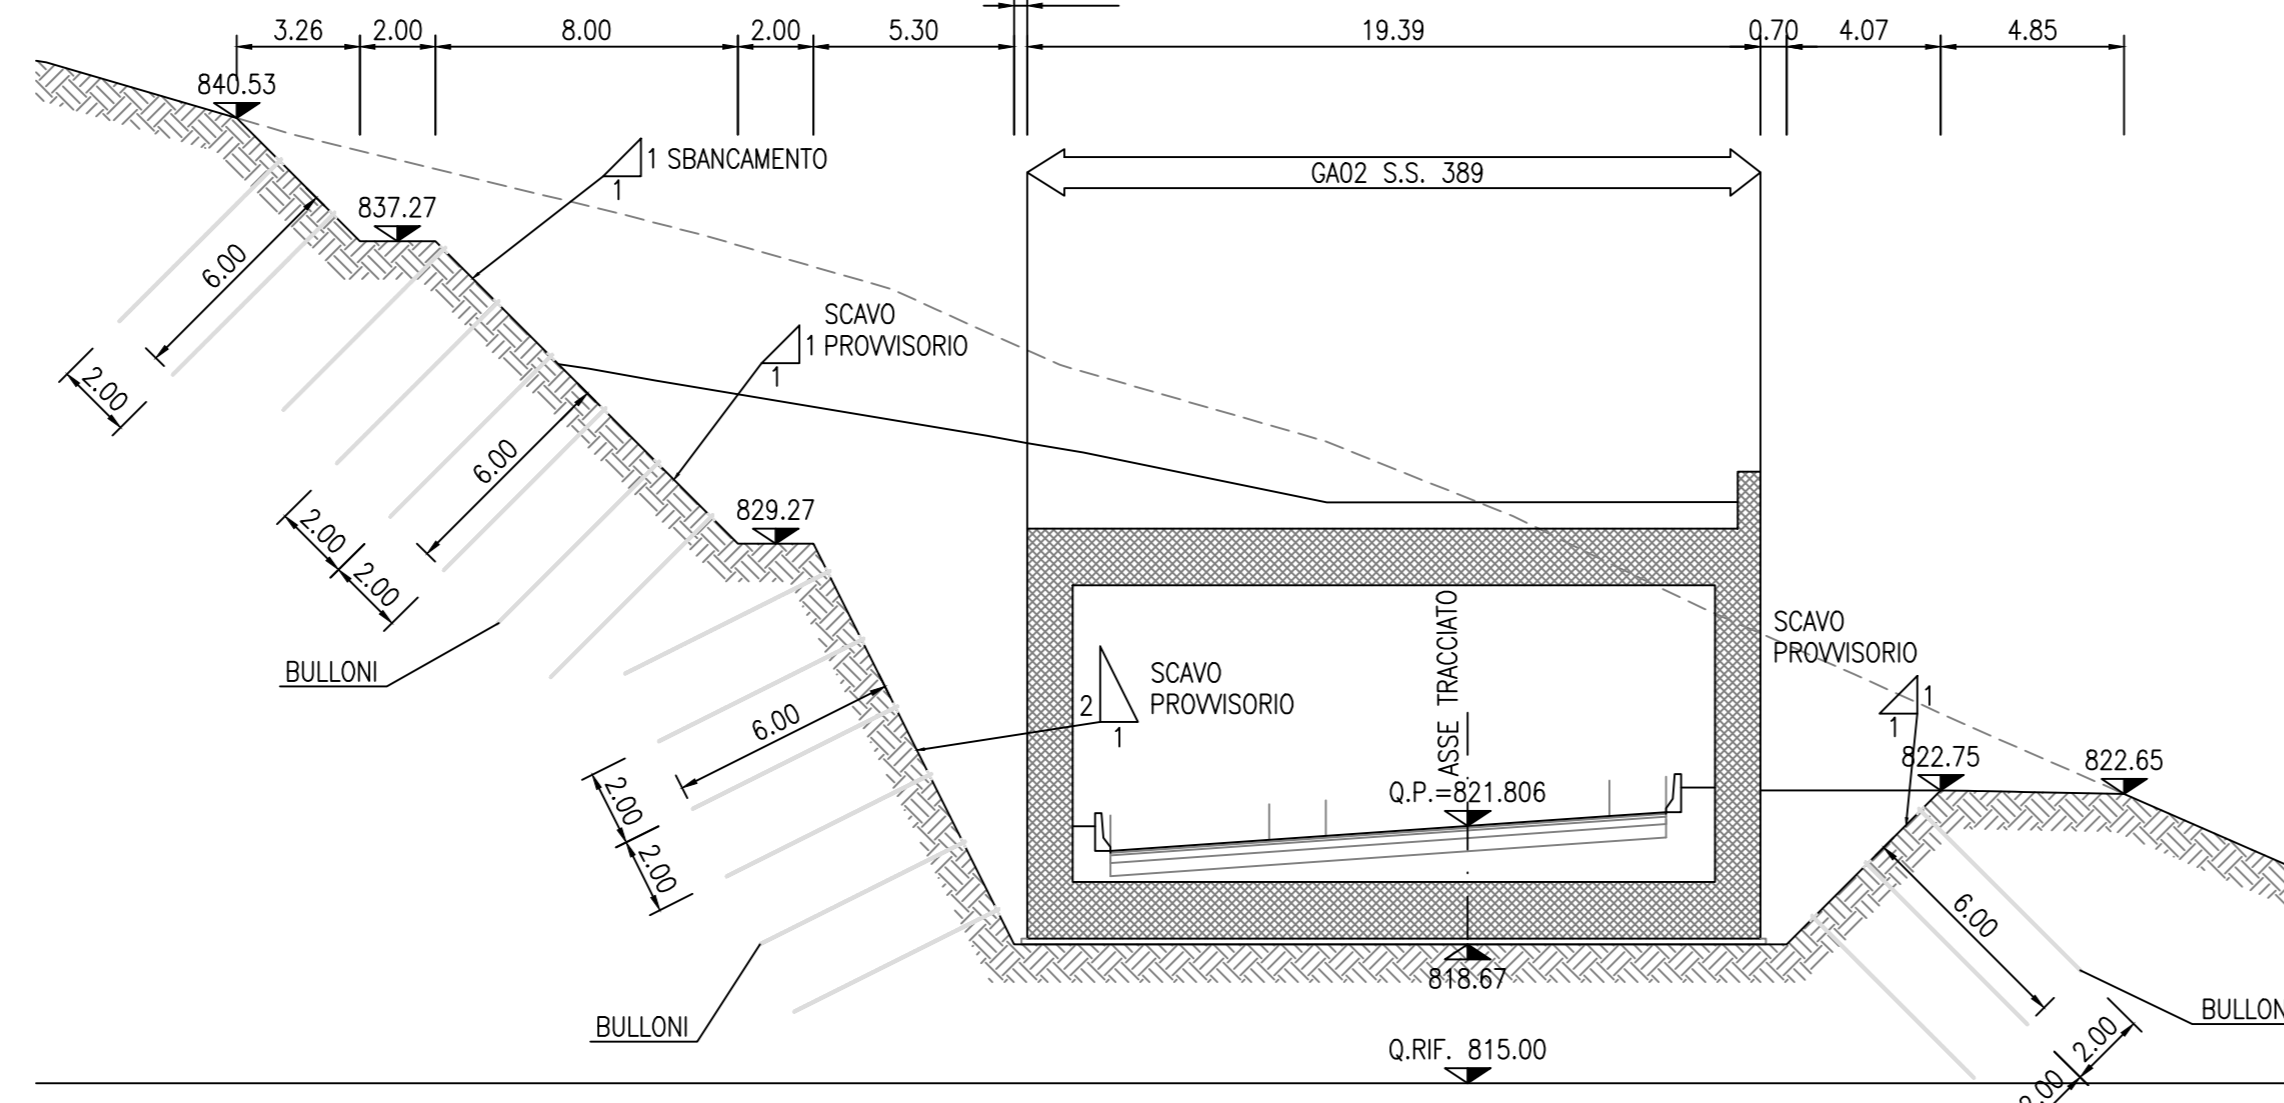 3.26 2.00 8.00 2.00 5.30 19.39 0.70 4.07 4.85
840.53
1 SBANCAMENTO
1
GA02 S.S. 389
837.27
6.00
SCAVO
1 PROVVISORIO
1
2.00
6.00
829.27
2.00
2.00
BULLONI
ASSE TRACCIATO
SCAVO
PROVVISORIO
SCAVO
PROVVISORIO
2
1
1
1
6.00
822.75
822.65
Q.P.=821.806
2.00
2.00
6.00
818.67
BULLONI
BULLON
Q.RIF. 815.00
2.00
2.00